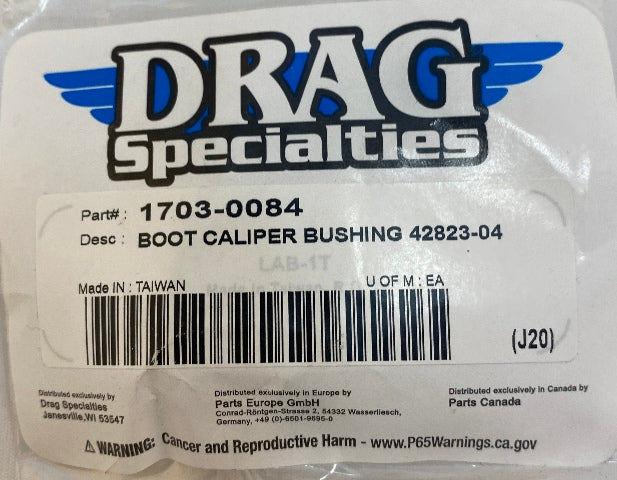 DRAG
Specialties
Part# : 1703-0084
Desc : BOOT CALIPER BUSHING 42823-04
LAB-1T
Made IN : TAIWAN U OF M : EA
(J20)
Distributed exclusively by
Drag Specialties
Janesville, WI 53547
Distributed exclusively in Europe by
Parts Europe GmbH
Conrad-Röntgen-Strasse 2, 54332 Wasserliesch,
Germany, +49 (0)-6501-9695-0
Distributed exclusively in Canada by
Parts Canada
⚠ WARNING: Cancer and Reproductive Harm - www.P65Warnings.ca.gov